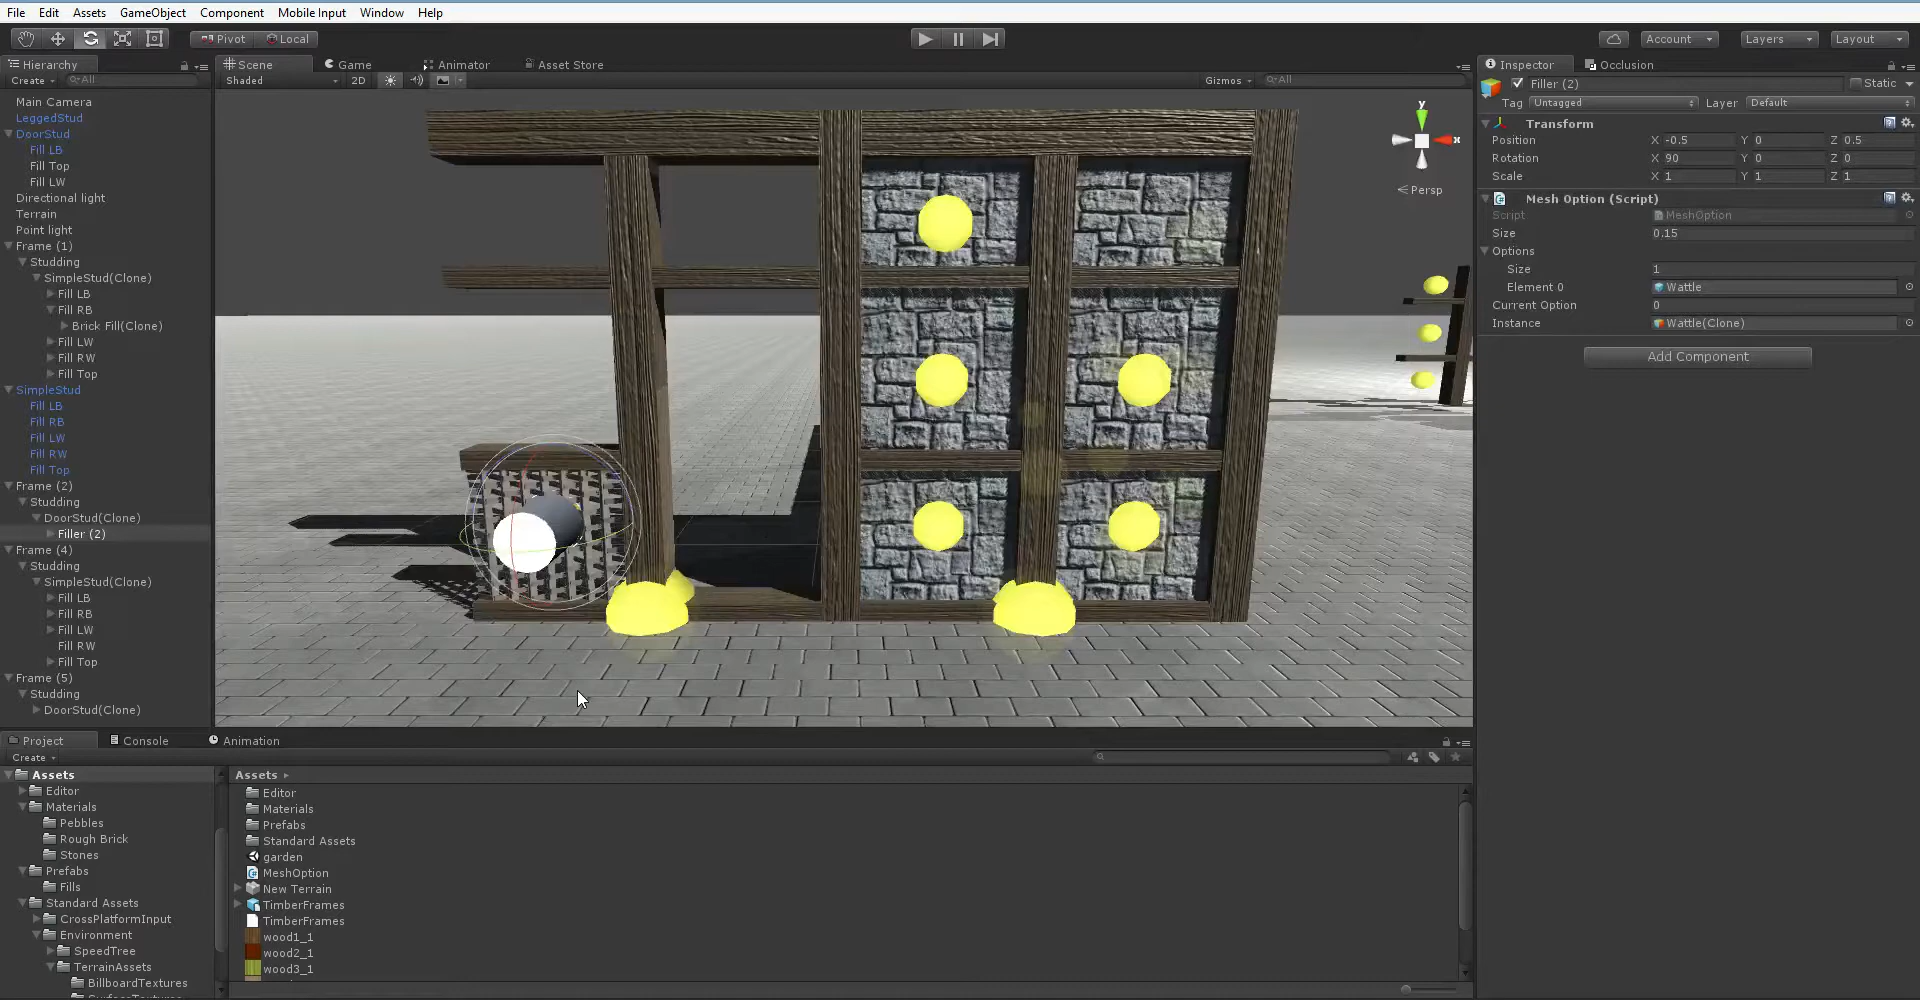 File Edit Assets GameObject Component Mobile Input Window Help
Pivot Local Account Layers Layout
Hierarchy
Create All
Main Camera
LeggedStud
DoorStud
Fill LB
Fill Top
Fill LW
Directional light
Terrain
Point light
Frame (1)
Studding
SimpleStud(Clone)
Fill LB
Fill RB
Brick Fill(Clone)
Fill LW
Fill RW
Fill Top
SimpleStud
Fill LB
Fill RB
Fill LW
Fill RW
Fill Top
Frame (2)
Studding
DoorStud(Clone)
Filler (2)
Frame (4)
Studding
SimpleStud(Clone)
Fill LB
Fill RB
Fill LW
Fill RW
Fill Top
Frame (5)
Studding
DoorStud(Clone)
Scene Game Animator Asset Store
Shaded 2D Gizmos All
y
x
Persp
Inspector Occlusion
Filler (2) Static
Tag Untagged Layer Default
Transform
Position X -0.5 Y 0 Z 0.5
Rotation X 90 Y 0 Z 0
Scale X 1 Y 1 Z 1
Mesh Option (Script)
Script MeshOption
Size 0.15
Options
Size 1
Element 0 Wattle
Current Option 0
Instance Wattle(Clone)
Add Component
Project Console Animation
Create
Assets
Editor
Materials
Pebbles
Rough Brick
Stones
Prefabs
Fills
Standard Assets
CrossPlatformInput
Environment
SpeedTree
TerrainAssets
BillboardTextures
Assets
Editor
Materials
Prefabs
Standard Assets
garden
MeshOption
New Terrain
TimberFrames
TimberFrames
wood1_1
wood2_1
wood3_1